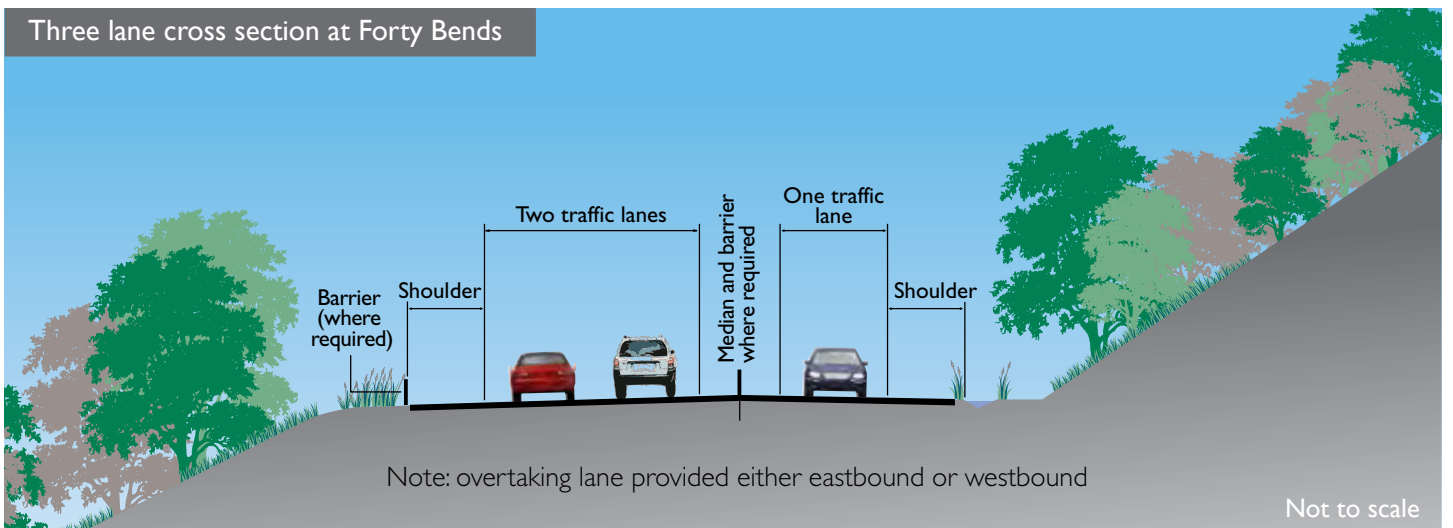 Three lane cross section at Forty Bends
Two traffic lanes
One traffic
lane
Median and barrier
where required
Barrier
(where
required)
Shoulder
Shoulder
Note: overtaking lane provided either eastbound or westbound
Not to scale